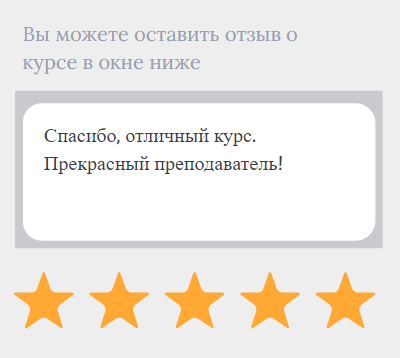 Вы можете оставить отзыв о
курсе в окне ниже
Спасибо, отличный курс.
Прекрасный преподаватель!